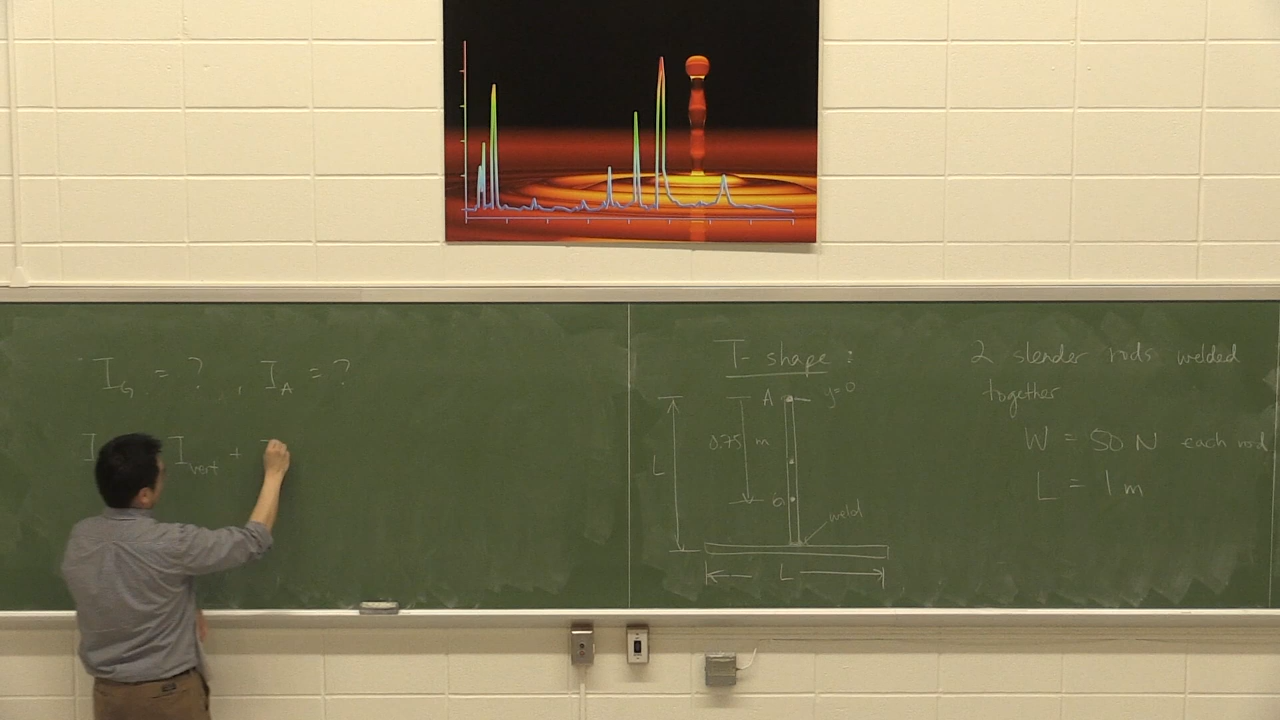 I_G = ? , I_A = ?
I
I_vert +
T-shape :
A
y=0
0.75 m
L
G
weld
L
2 slender rods welded
together
W = 50 N each rod
L = 1 m